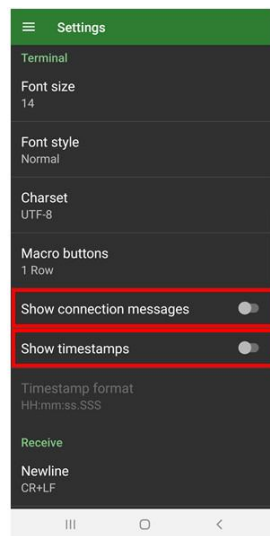 Settings
Terminal
Font size
14
Font style
Normal
Charset
UTF-8
Macro buttons
1 Row
Show connection messages
Show timestamps
Timestamp format
HH:mm:ss.SSS
Receive
Newline
CR+LF